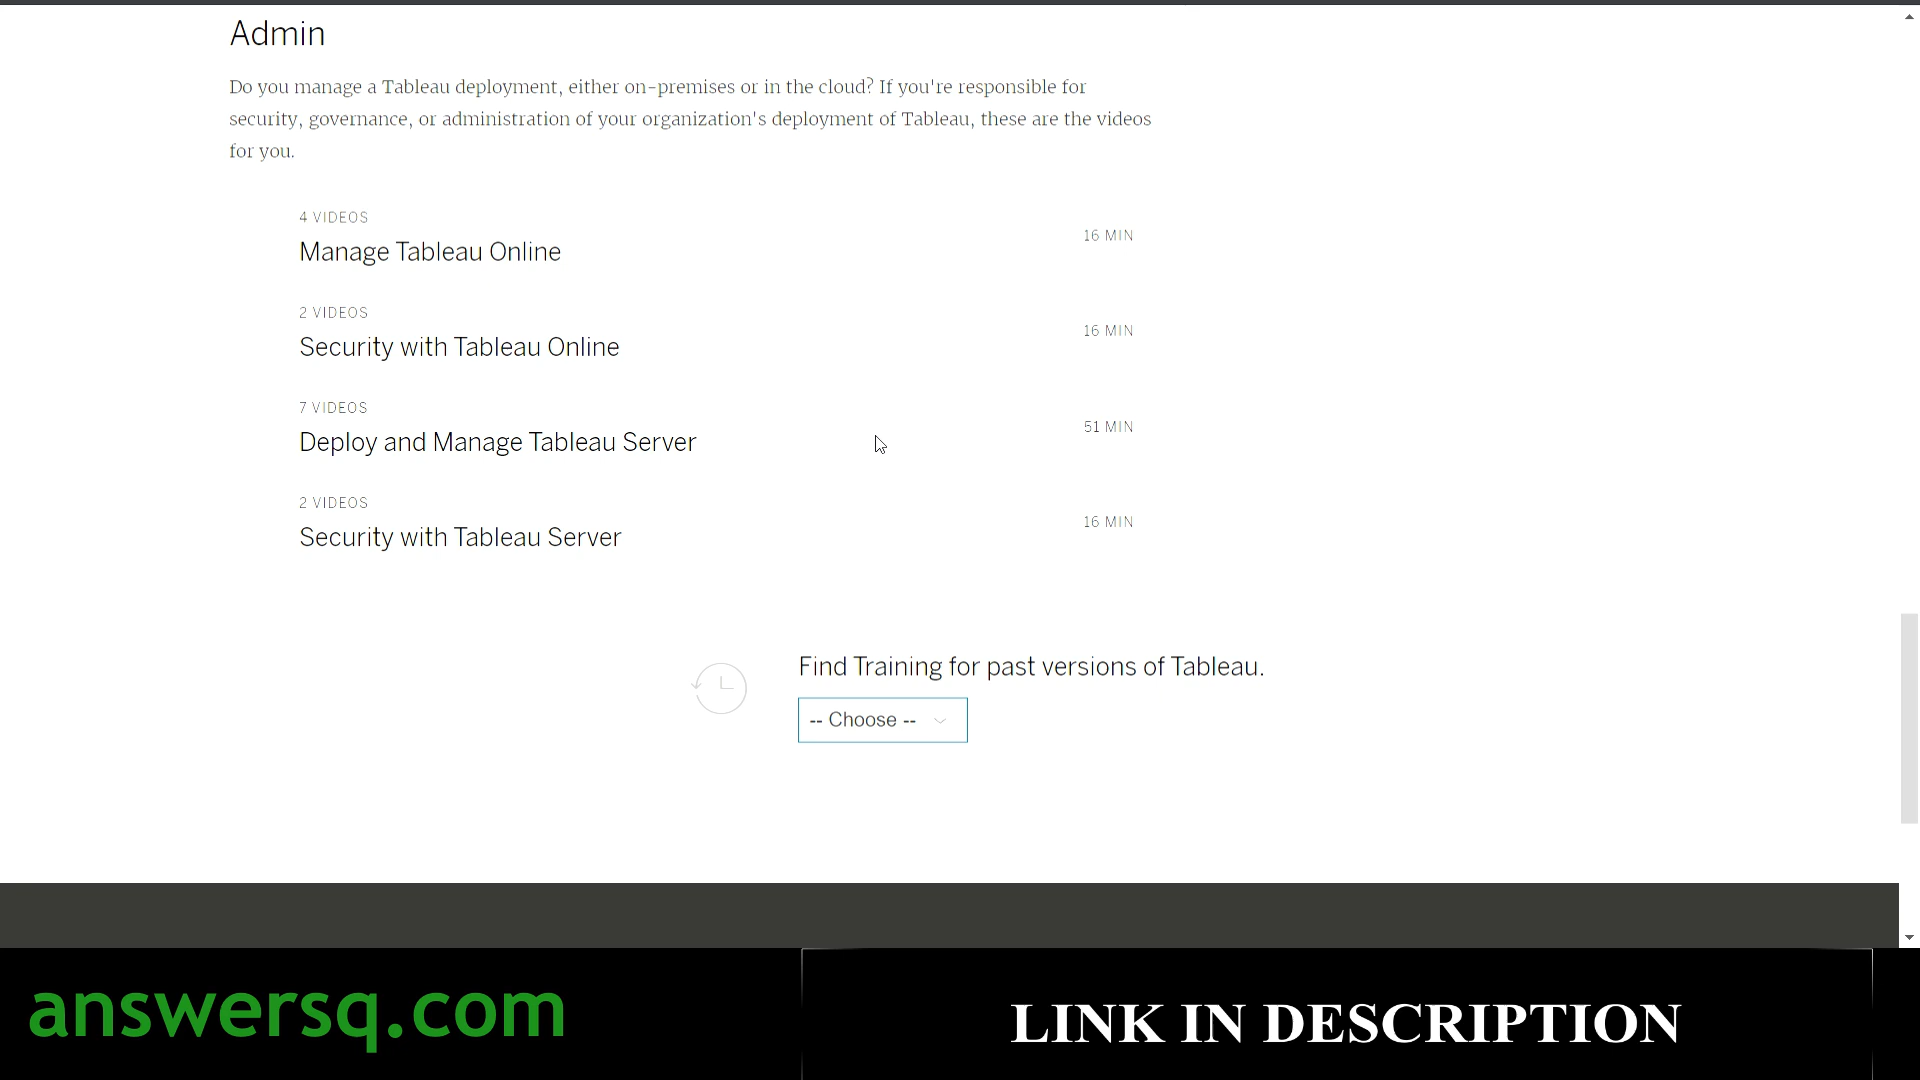 Admin
Do you manage a Tableau deployment, either on-premises or in the cloud? If you're responsible for
security, governance, or administration of your organization's deployment of Tableau, these are the videos
for you.
4 VIDEOS
Manage Tableau Online
16 MIN
2 VIDEOS
Security with Tableau Online
16 MIN
7 VIDEOS
Deploy and Manage Tableau Server
51 MIN
2 VIDEOS
Security with Tableau Server
16 MIN
Find Training for past versions of Tableau.
-- Choose --
answersq.com
LINK IN DESCRIPTION